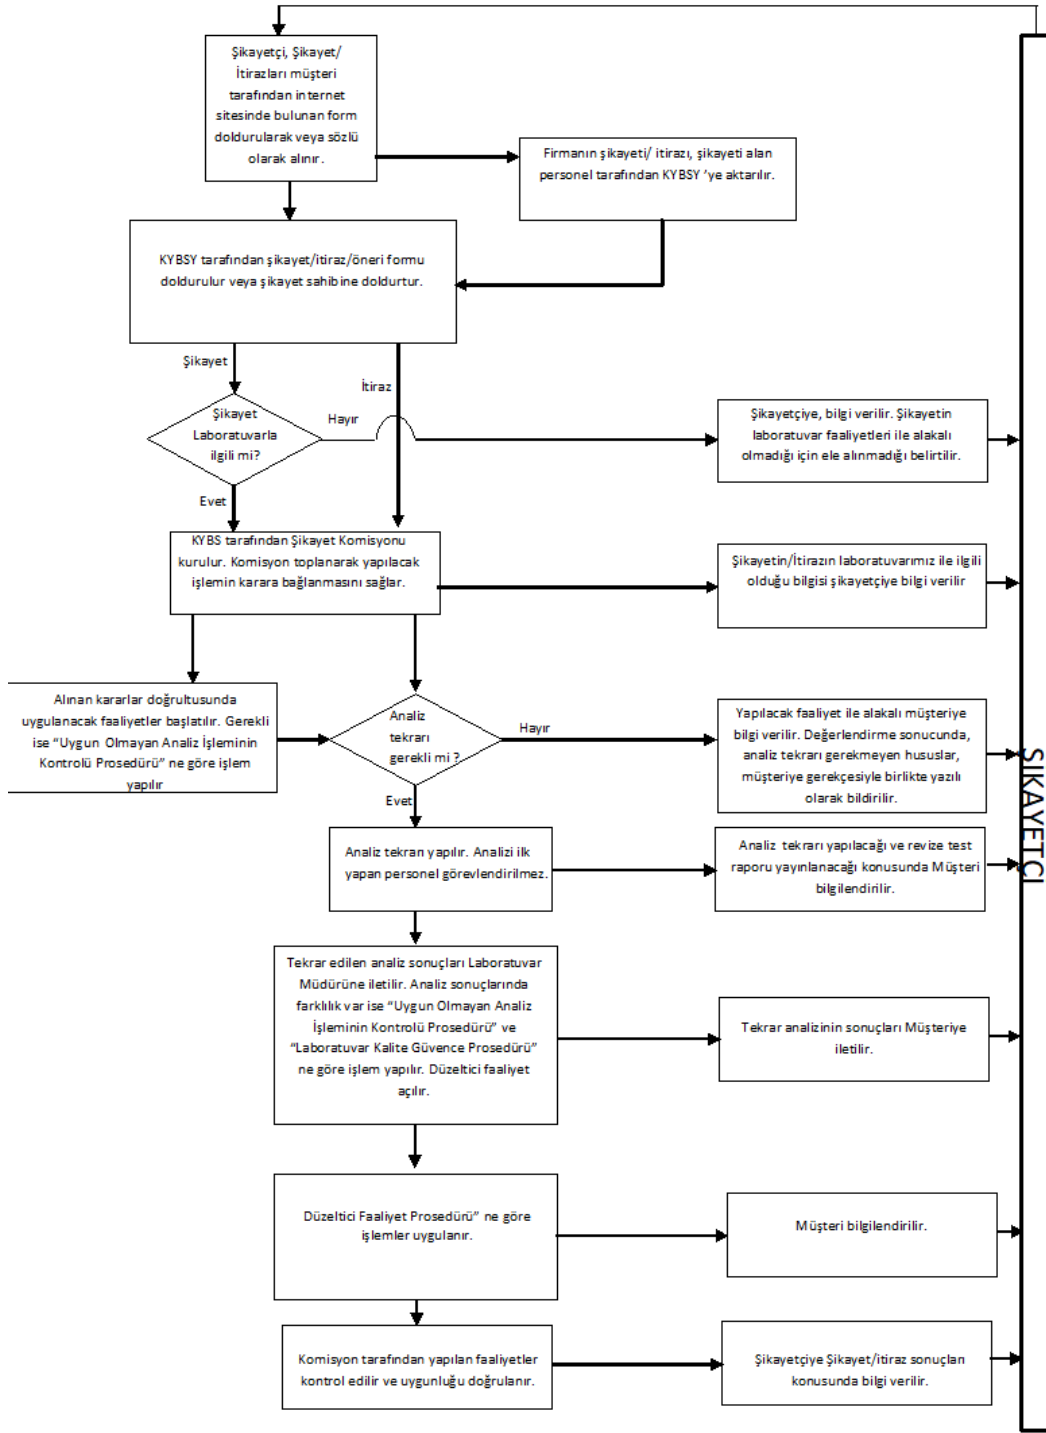 Şikayetçi, Şikayet/
İtirazları müşteri
tarafından internet
sitesinde bulunan form
doldurularak veya sözlü
olarak alınır.
Firmanın şikayeti/ itirazı, şikayeti alan
personel tarafından KYBSY ’ye aktarılır.
KYBSY tarafından şikayet/itiraz/öneri formu
doldurulur veya şikayet sahibine doldurtur.
Şikayet
İtiraz
Şikayet
Laboratuvarla
ilgili mi?
Hayır
Şikayetçiye, bilgi verilir. Şikayetin
laboratuvar faaliyetleri ile alakalı
olmadığı için ele alınmadığı belirtilir.
Evet
KYBS tarafından Şikayet Komisyonu
kurulur. Komisyon toplanarak yapılacak
işlemin karara bağlanmasını sağlar.
Şikayetin/İtirazın laboratuvarımız ile ilgili
olduğu bilgisi şikayetçiye bilgi verilir
Alınan kararlar doğrultusunda
uygulanacak faaliyetler başlatılır. Gerekli
ise “Uygun Olmayan Analiz İşleminin
Kontrolü Prosedürü” ne göre işlem
yapılır
Analiz
tekrarı
gerekli mi ?
Hayır
Yapılacak faaliyet ile alakalı müşteriye
bilgi verilir. Değerlendirme sonucunda,
analiz tekrarı gerekmeyen hususlar,
müşteriye gerekçesiyle birlikte yazılı
olarak bildirilir.
ŞİKAYETÇİ
Evet
Analiz tekrarı yapılır. Analizi ilk
yapan personel görevlendirilmez.
Analiz tekrarı yapılacağı ve revize test
raporu yayınlanacağı konusunda Müşteri
bilgilendirilir.
Tekrar edilen analiz sonuçları Laboratuvar
Müdürüne iletilir. Analiz sonuçlarında
farklılık var ise “Uygun Olmayan Analiz
İşleminin Kontrolü Prosedürü” ve
“Laboratuvar Kalite Güvence Prosedürü”
ne göre işlem yapılır. Düzeltici faaliyet
açılır.
Tekrar analizinin sonuçları Müşteriye
iletilir.
Düzeltici Faaliyet Prosedürü” ne göre
işlemler uygulanır.
Müşteri bilgilendirilir.
Komisyon tarafından yapılan faaliyetler
kontrol edilir ve uygunluğu doğrulanır.
Şikayetçiye Şikayet/itiraz sonuçları
konusunda bilgi verilir.